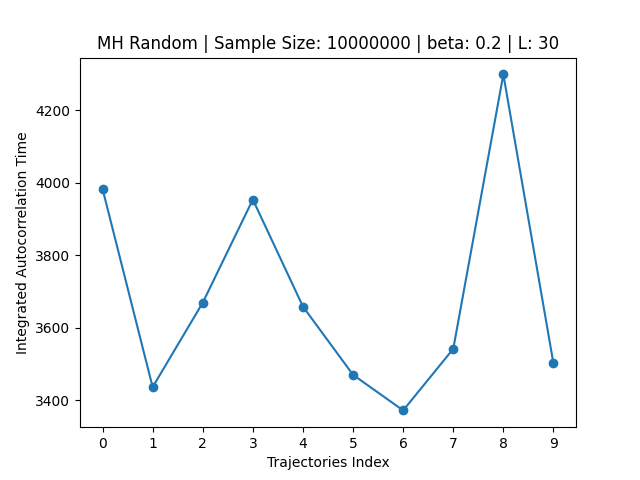 MH Random | Sample Size: 10000000 | beta: 0.2 | L: 30
Integrated Autocorrelation Time
4200
4000
3800
3600
3400
0 1 2 3 4 5 6 7 8 9
Trajectories Index